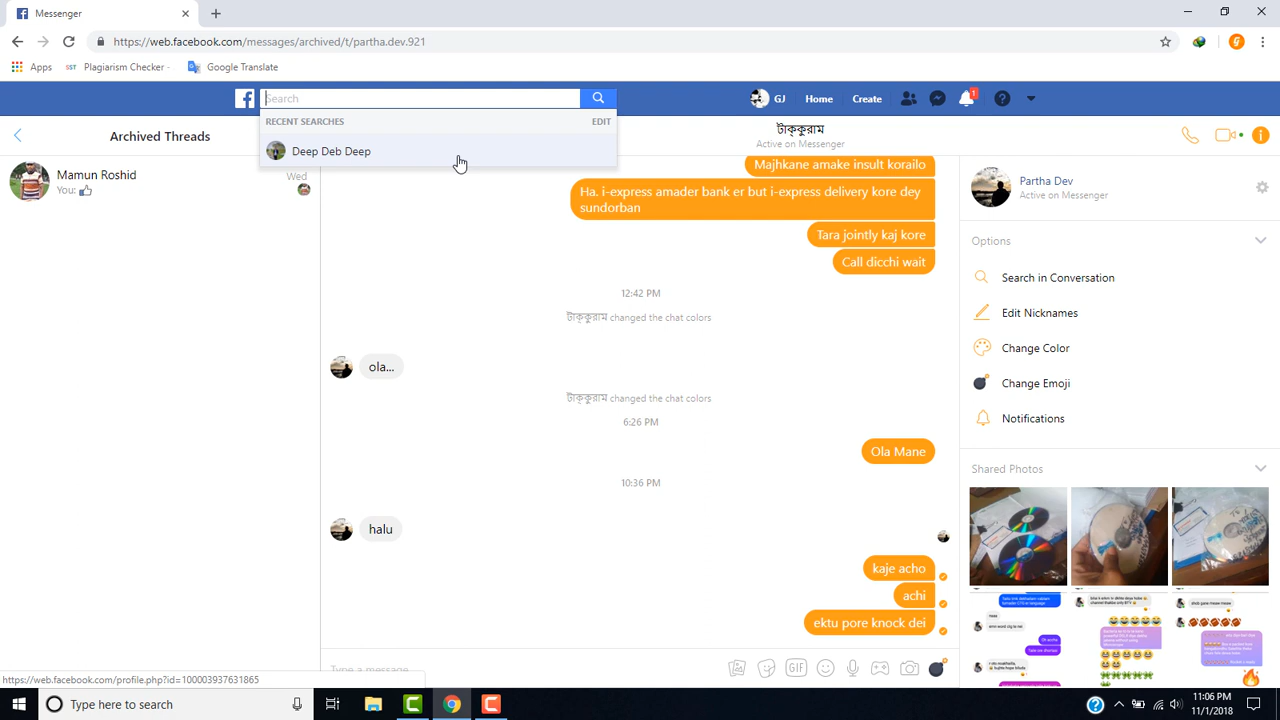 Messenger
https://web.facebook.com/messages/archived/t/partha.dev.921
Apps
SST
Plagiarism Checker -
Google Translate
Search
GJ
Home
Create
1
RECENT SEARCHES
EDIT
Deep Deb Deep
Archived Threads
Mamun Roshid
You:
Wed
টাক্কুরাম
Active on Messenger
Majhkane amake insult korailo
Ha. i-express amader bank er but i-express delivery kore dey
sundorban
Tara jointly kaj kore
Call dicchi wait
12:42 PM
টাক্কুরাম changed the chat colors
ola...
টাক্কুরাম changed the chat colors
6:26 PM
Ola Mane
10:36 PM
halu
kaje acho
achi
ektu pore knock dei
Type a message...
GIF
Partha Dev
Active on Messenger
Options
Search in Conversation
Edit Nicknames
Change Color
Change Emoji
Notifications
Shared Photos
https://web.facebook.com/profile.php?id=100003937631865
Type here to search
11:06 PM
11/1/2018